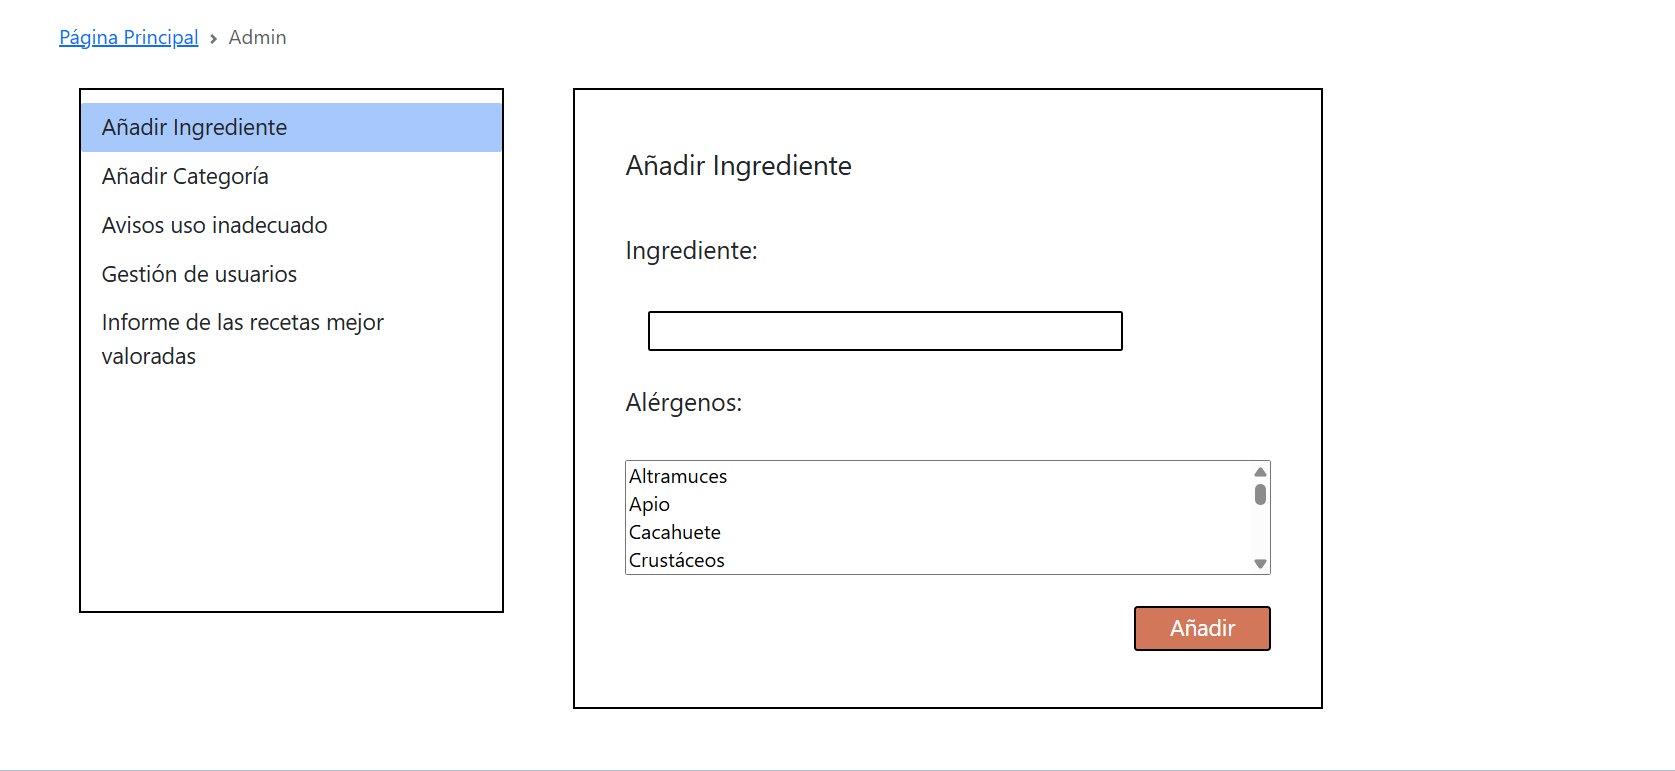 Página Principal › Admin
Añadir Ingrediente
Añadir Categoría
Avisos uso inadecuado
Gestión de usuarios
Informe de las recetas mejor
valoradas
Añadir Ingrediente
Ingrediente:
Alérgenos:
Altramuces
Apio
Cacahuete
Crustáceos
Añadir